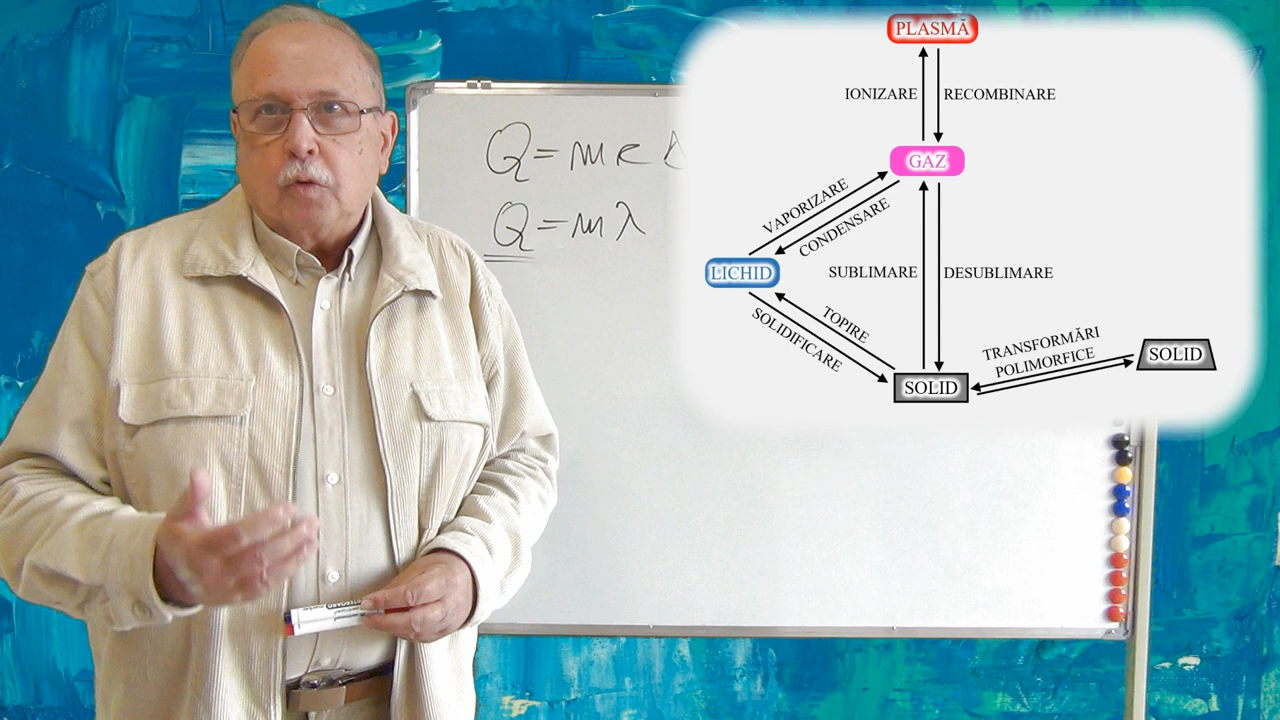 Q = m c Δ
Q = m λ
PLASMĂ
IONIZARE
RECOMBINARE
GAZ
VAPORIZARE
CONDENSARE
LICHID
SUBLIMARE
DESUBLIMARE
TOPIRE
SOLIDIFICARE
TRANSFORMĂRI
POLIMORFICE
SOLID
SOLID